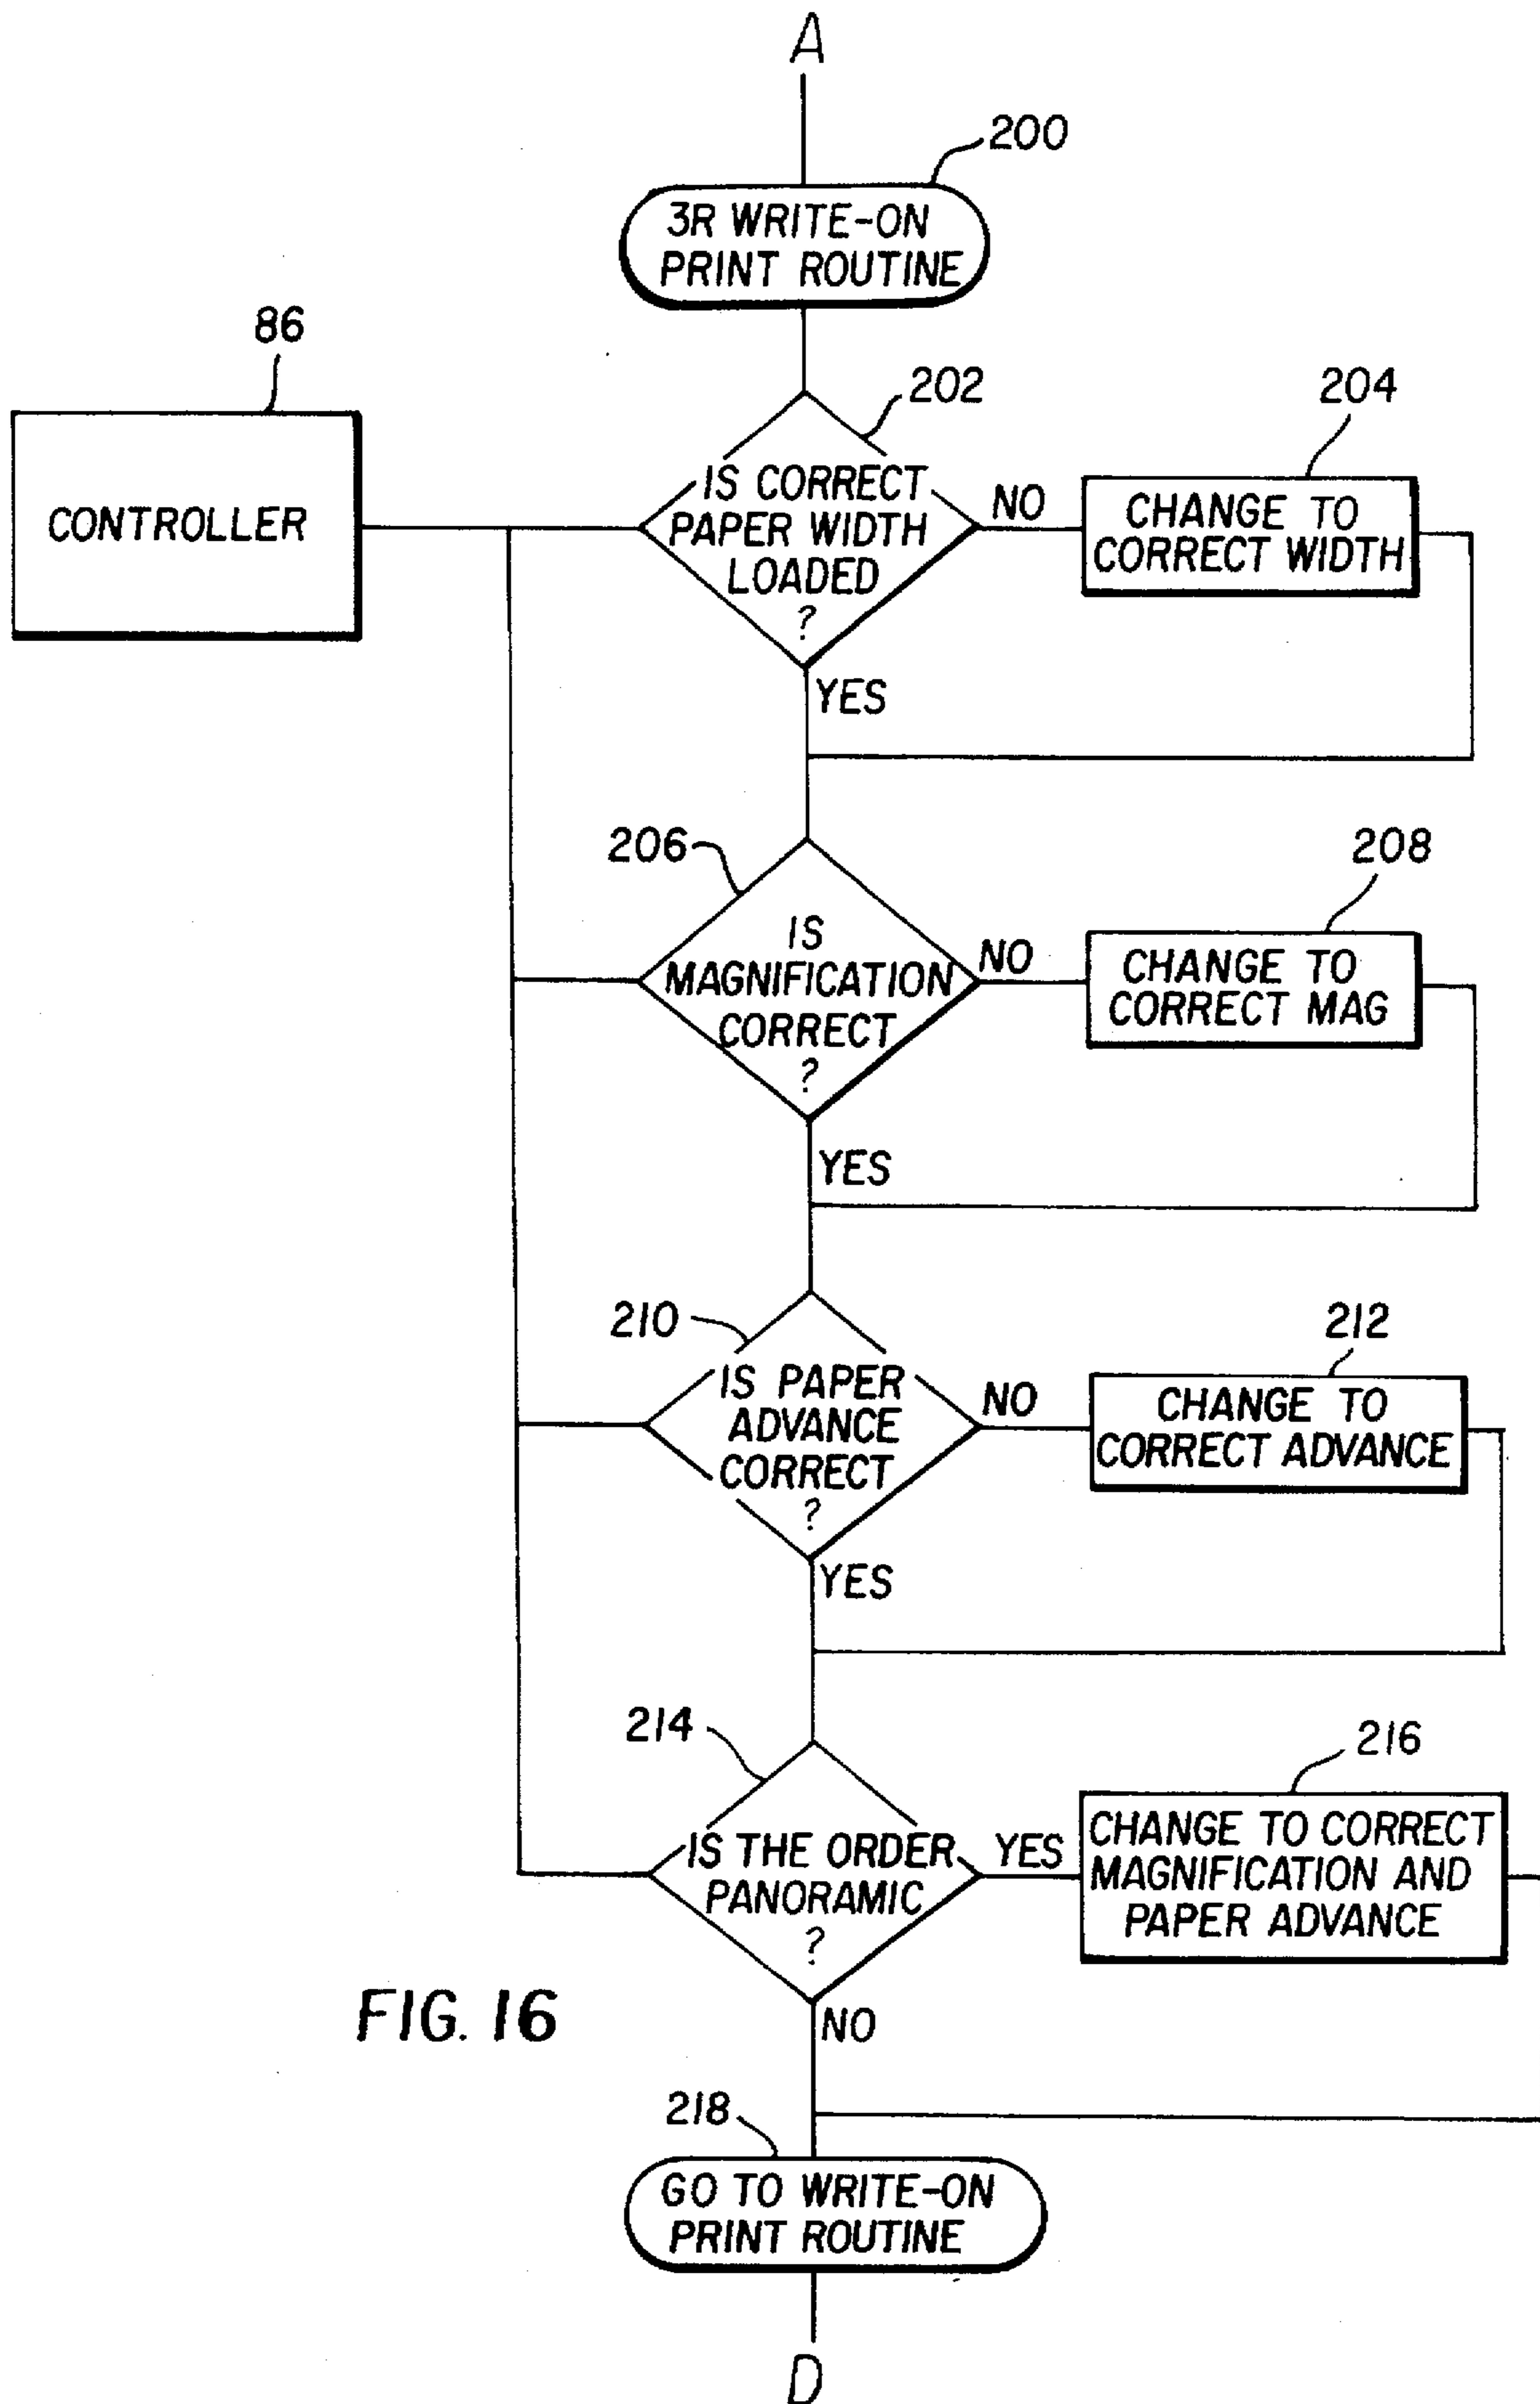 A
200
3R WRITE-ON
PRINT ROUTINE
86
CONTROLLER
202
IS CORRECT
PAPER WIDTH
LOADED
?
NO
204
CHANGE TO
CORRECT WIDTH
YES
206
IS
MAGNIFICATION
CORRECT
?
NO
208
CHANGE TO
CORRECT MAG
YES
210
IS PAPER
ADVANCE
CORRECT
?
NO
212
CHANGE TO
CORRECT ADVANCE
YES
214
IS THE ORDER
PANORAMIC
?
YES
216
CHANGE TO CORRECT
MAGNIFICATION AND
PAPER ADVANCE
NO
FIG. 16
218
GO TO WRITE-ON
PRINT ROUTINE
D